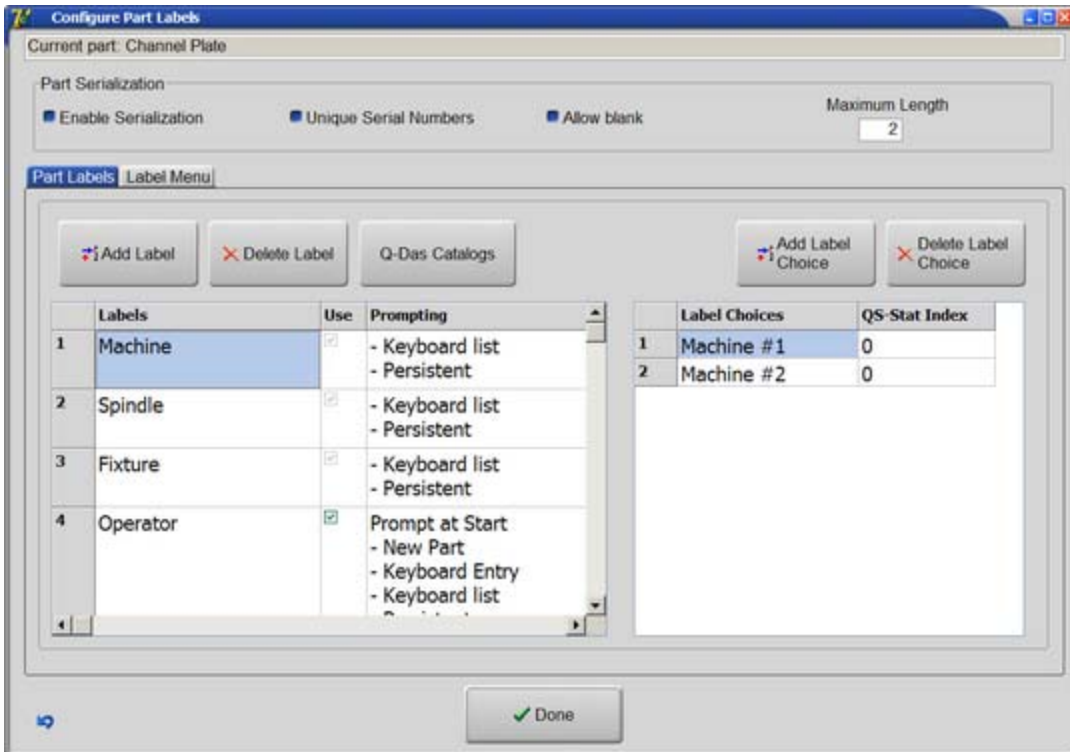 Configure Part Labels
Current part: Channel Plate
Part Serialization
Enable Serialization Unique Serial Numbers Allow blank Maximum Length
2
Part Labels Label Menu
Add Label Delete Label Q-Das Catalogs Add Label Choice Delete Label Choice
Labels Use Prompting
1 Machine - Keyboard list
- Persistent
2 Spindle - Keyboard list
- Persistent
3 Fixture - Keyboard list
- Persistent
4 Operator Prompt at Start
- New Part
- Keyboard Entry
- Keyboard list
Label Choices QS-Stat Index
1 Machine #1 0
2 Machine #2 0
Done